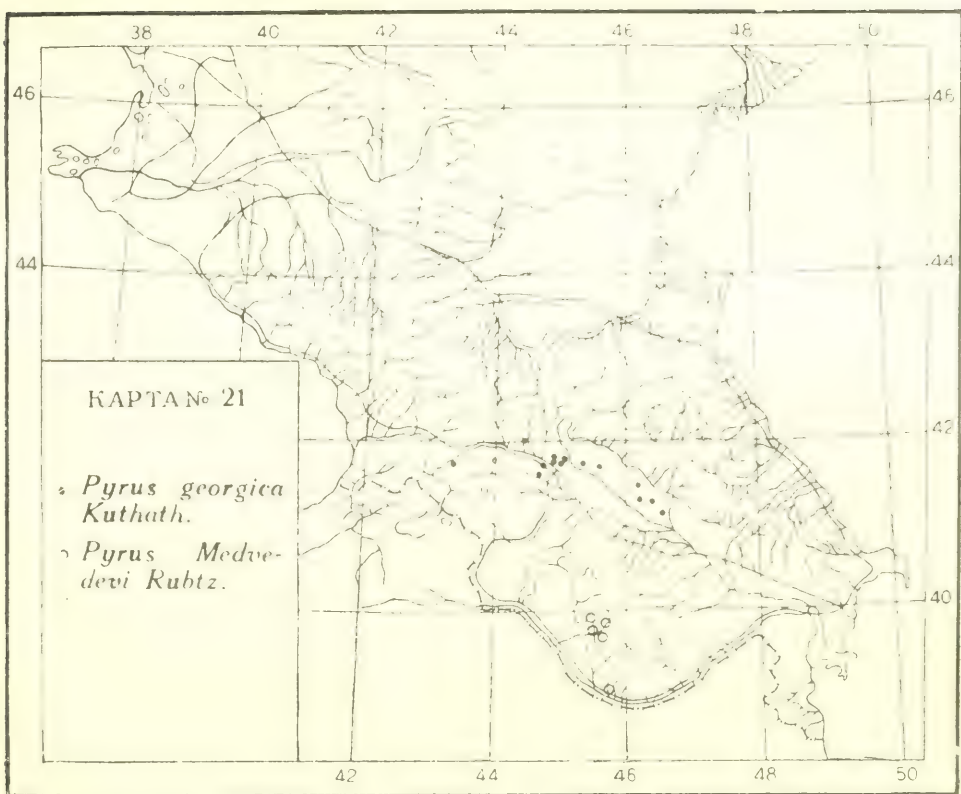 38 40 42 44 46 48 50
46 46
44 44
КАРТА № 21
42
Pyrus georgica
Kuthath.
Pyrus Medve-
devi Rubtz.
40
42 44 46 48 50